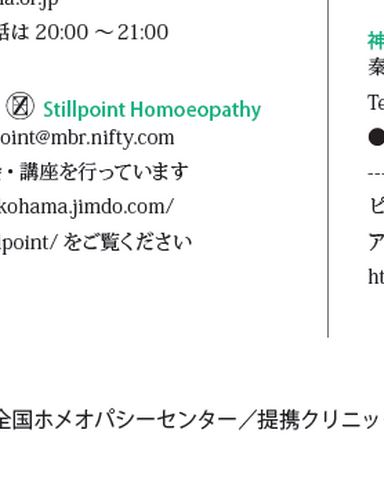 a.or.jp
話は 20:00 ～ 21:00
Stillpoint Homoeopathy
oint@mbr.nifty.com
・講座を行っています
kohama.jimdo.com/
lpoint/ をご覧ください
神
秦
Te
●
---
ピ
ア
ht
全国ホメオパシーセンター／提携クリニッ